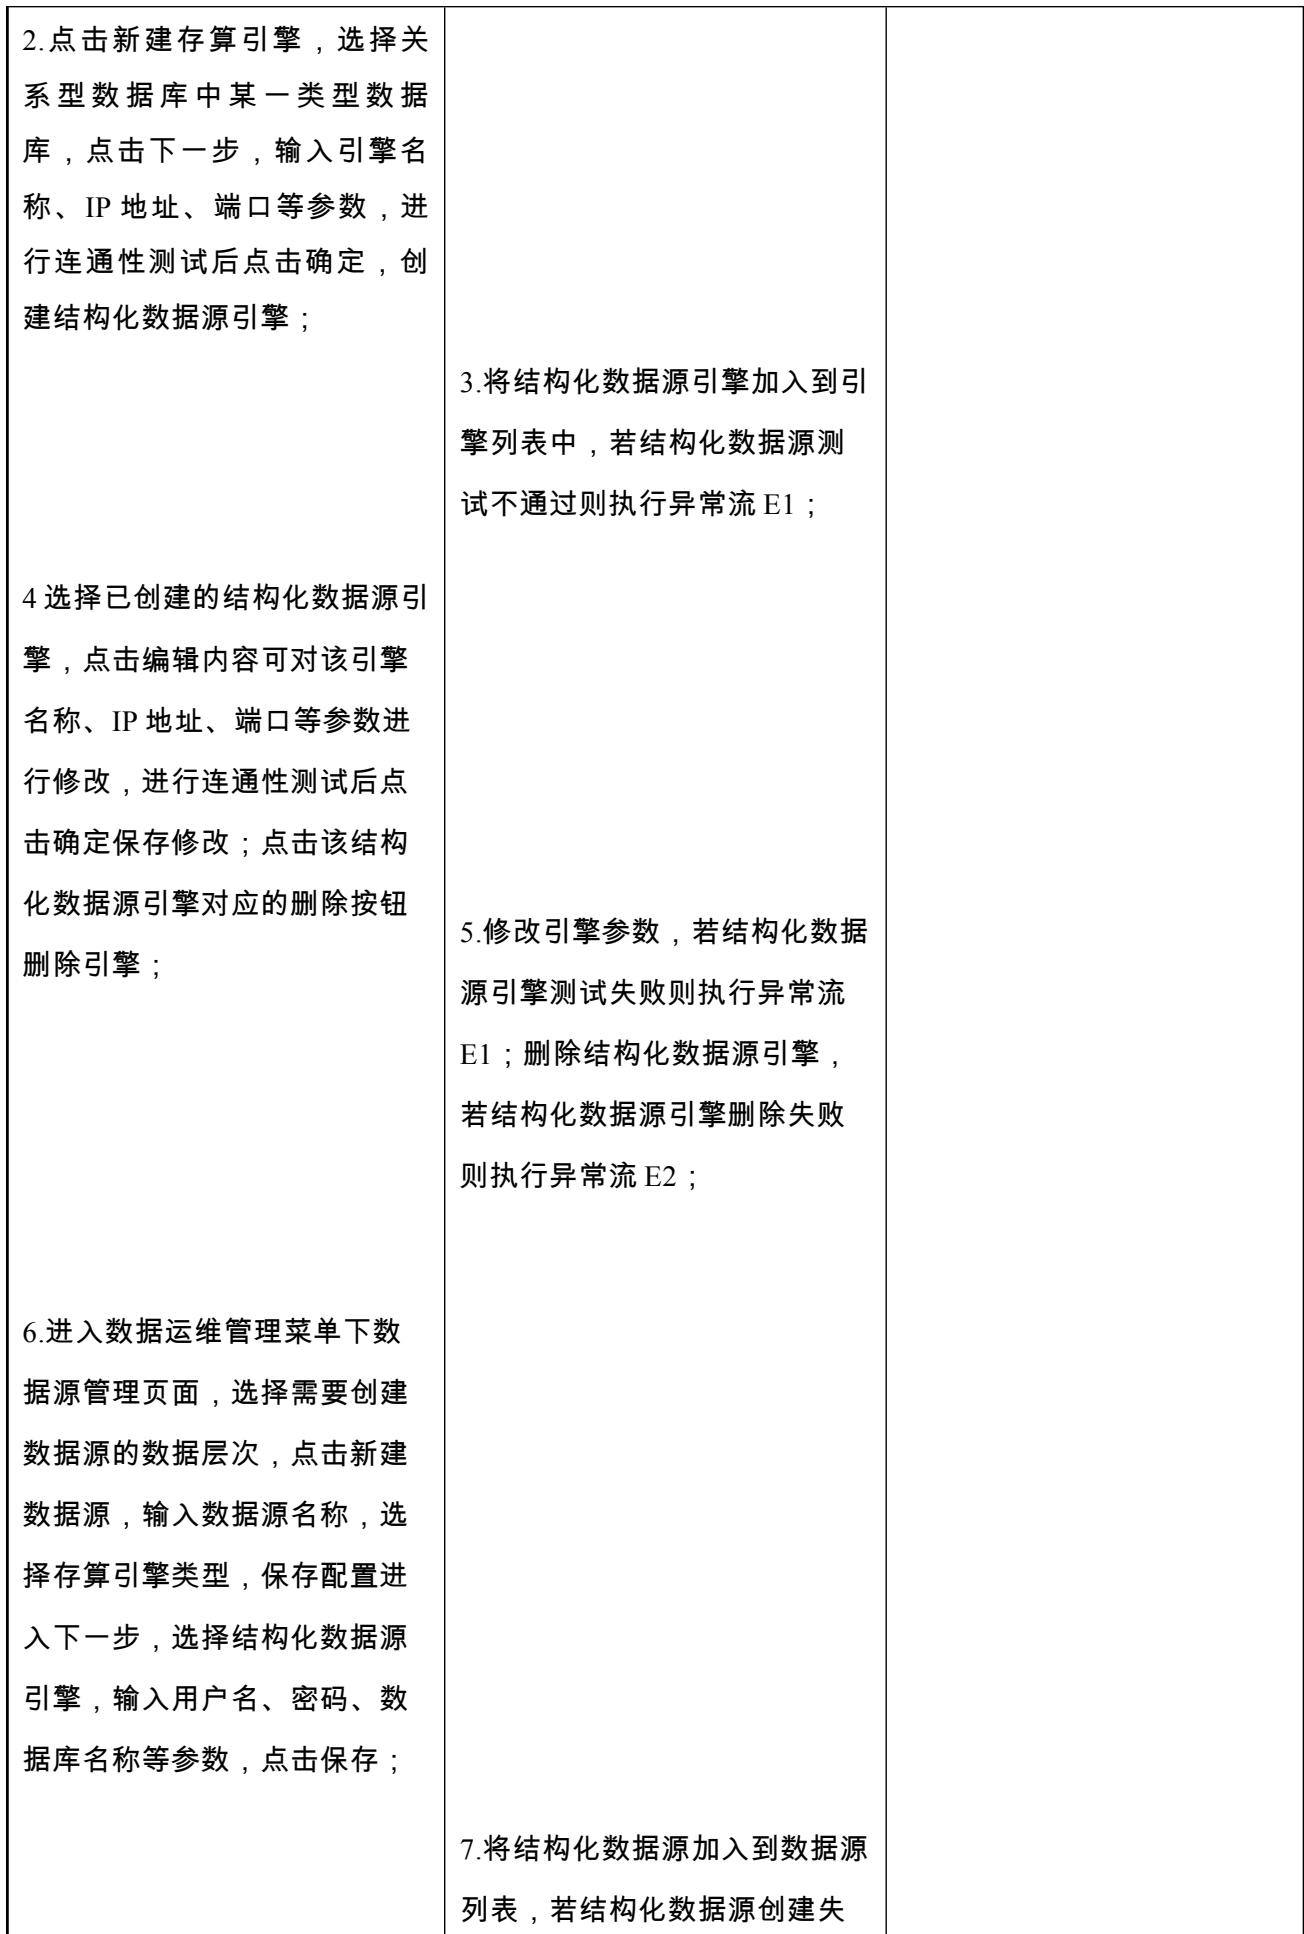 2.点击新建存算引擎，选择关
系型数据库中某一类型数据
库，点击下一步，输入引擎名
称、IP 地址、端口等参数，进
行连通性测试后点击确定，创
建结构化数据源引擎；
3.将结构化数据源引擎加入到引
擎列表中，若结构化数据源测
试不通过则执行异常流 E1；
4 选择已创建的结构化数据源引
擎，点击编辑内容可对该引擎
名称、IP 地址、端口等参数进
行修改，进行连通性测试后点
击确定保存修改；点击该结构
化数据源引擎对应的删除按钮
删除引擎；
5.修改引擎参数，若结构化数据
源引擎测试失败则执行异常流
E1；删除结构化数据源引擎，
若结构化数据源引擎删除失败
则执行异常流 E2；
6.进入数据运维管理菜单下数
据源管理页面，选择需要创建
数据源的数据层次，点击新建
数据源，输入数据源名称，选
择存算引擎类型，保存配置进
入下一步，选择结构化数据源
引擎，输入用户名、密码、数
据库名称等参数，点击保存；
7.将结构化数据源加入到数据源
列表，若结构化数据源创建失